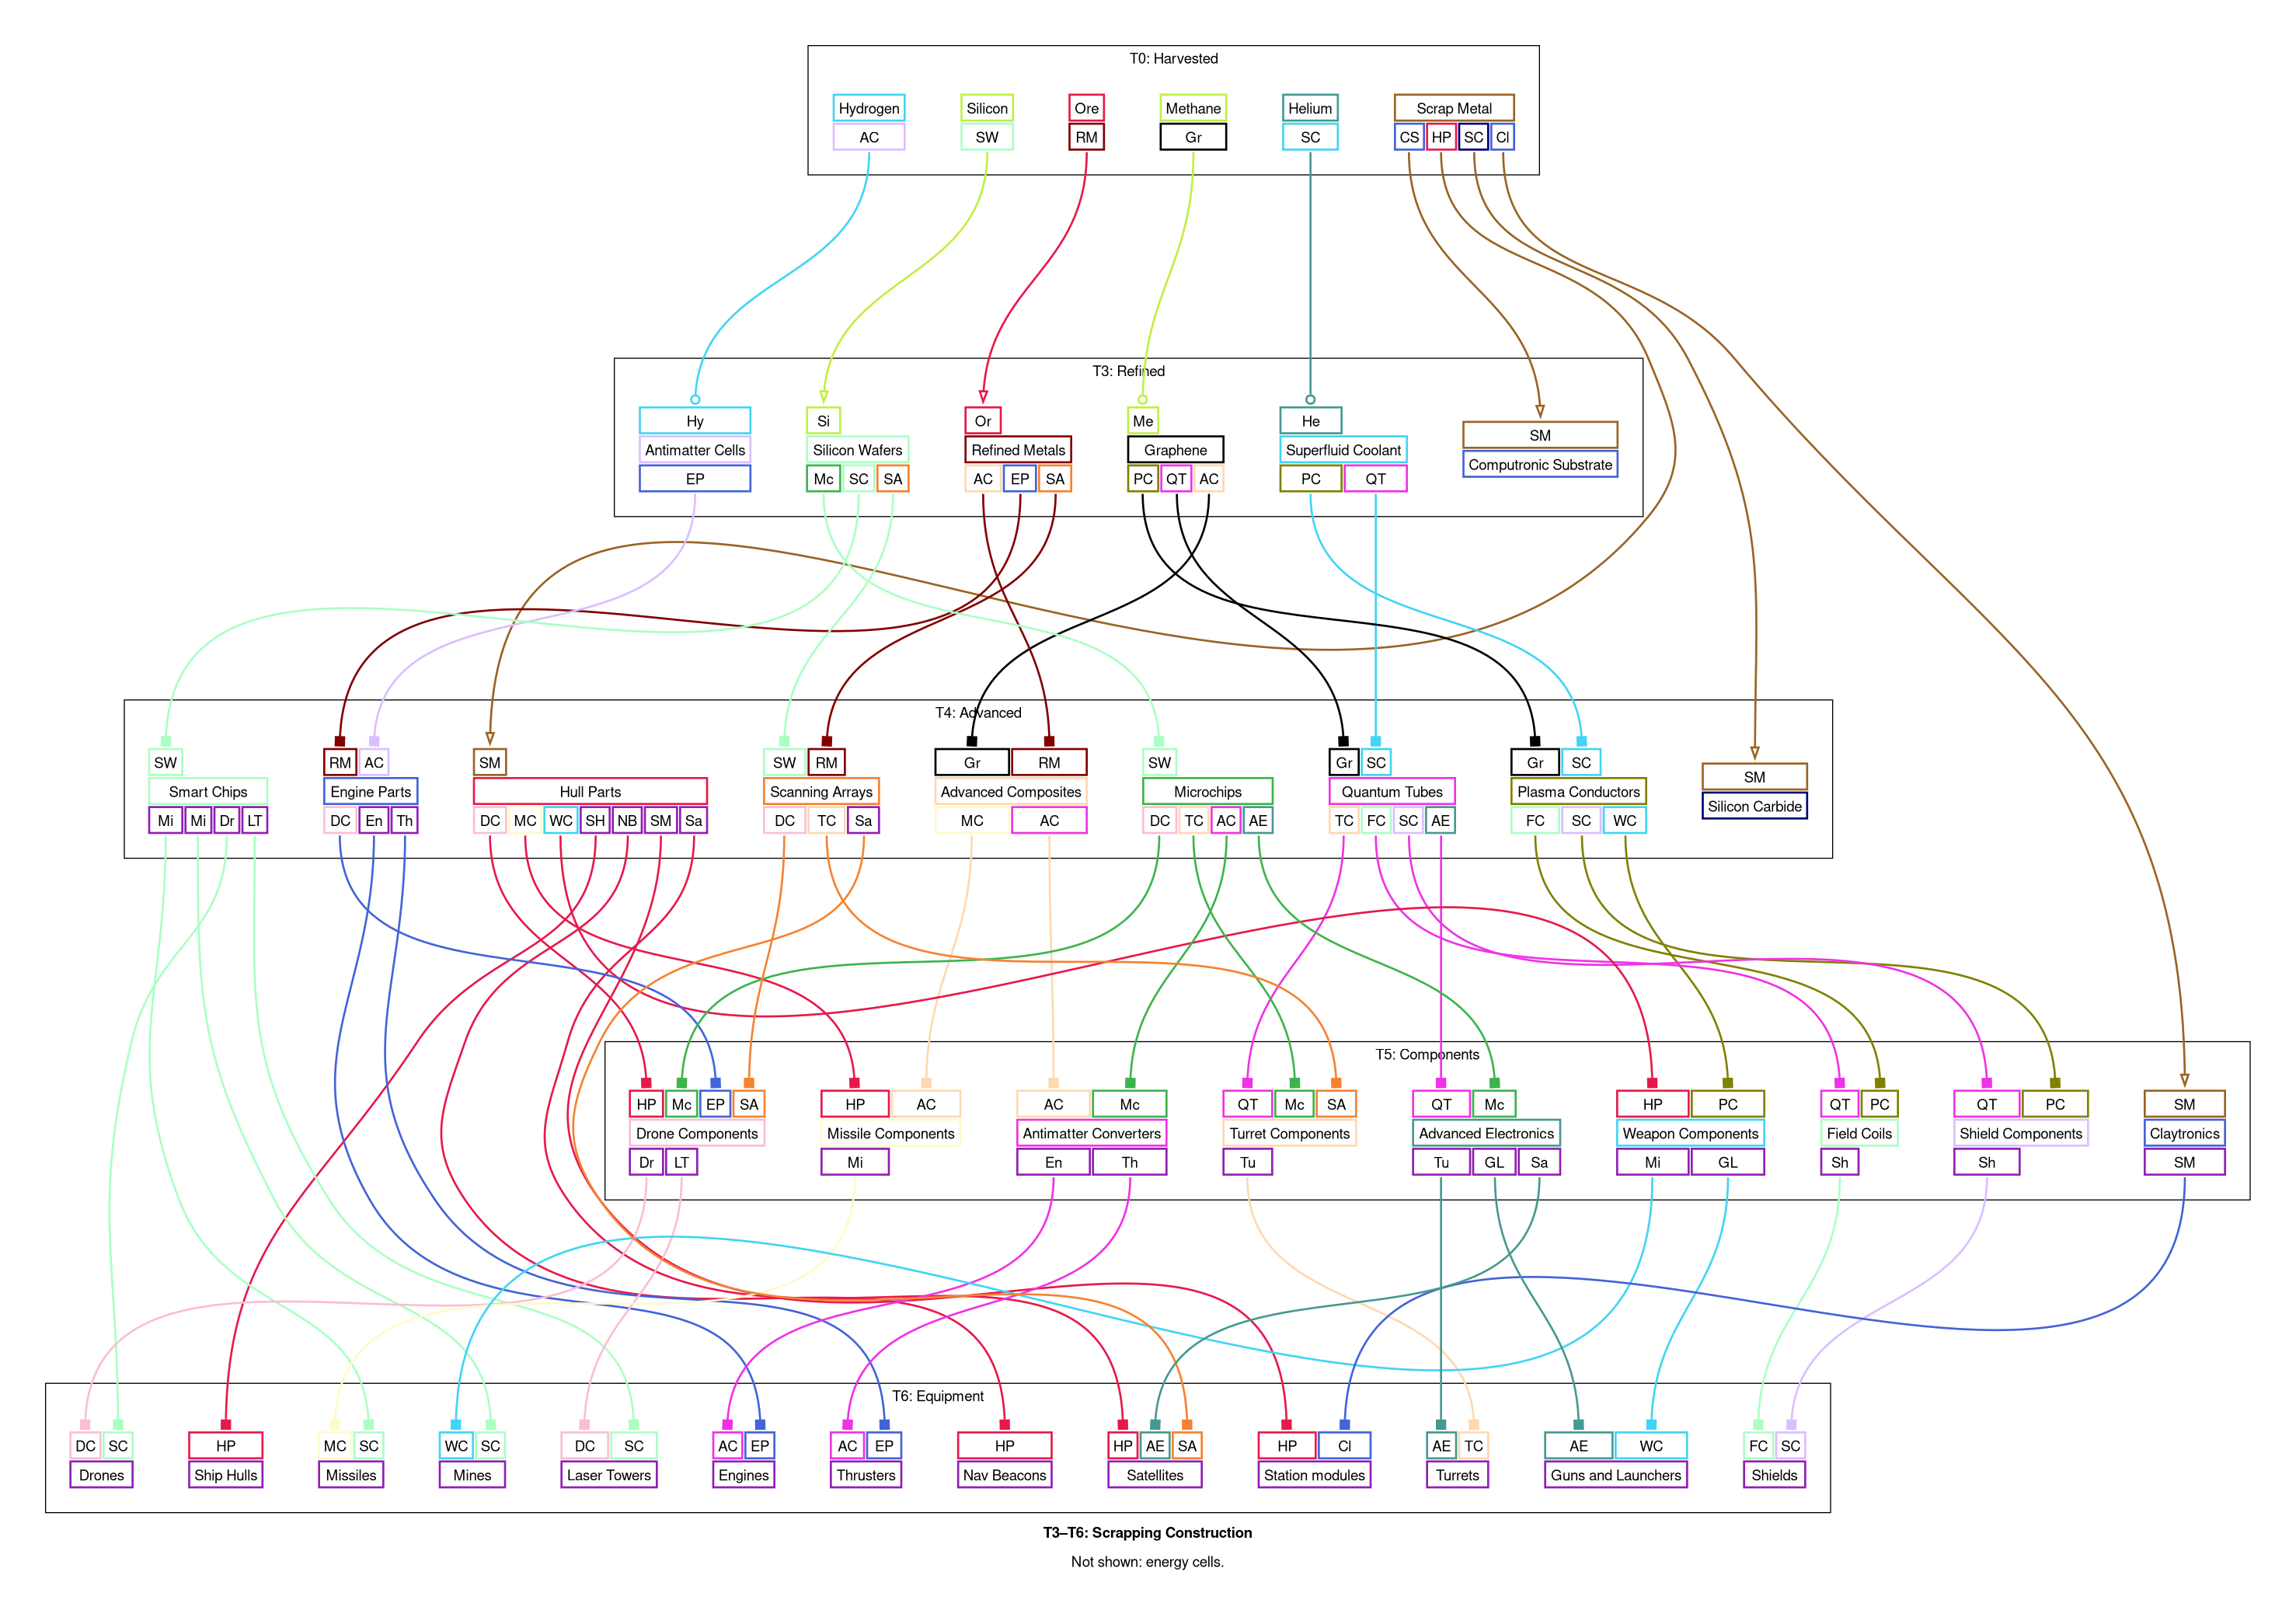 T0: Harvested
Hydrogen Silicon Ore Methane Helium Scrap Metal
AC SW RM Gr SC CS HP SC Cl
T3: Refined
Hy Si Or Me He SM
Antimatter Cells Silicon Wafers Refined Metals Graphene Superfluid Coolant Computronic Substrate
EP Mc SC SA AC EP SA PC QT AC PC QT
T4: Advanced
SW RM AC SM SW RM Gr RM SW Gr SC Gr SC SM
Smart Chips Engine Parts Hull Parts Scanning Arrays Advanced Composites Microchips Quantum Tubes Plasma Conductors Silicon Carbide
Mi Mi Dr LT DC En Th DC MC WC SH NB SM Sa DC TC Sa MC AC DC TC AC AE TC FC SC AE FC SC WC
T5: Components
HP Mc EP SA HP AC AC Mc QT Mc SA QT Mc HP PC QT PC QT PC SM
Drone Components Missile Components Antimatter Converters Turret Components Advanced Electronics Weapon Components Field Coils Shield Components Claytronics
Dr LT Mi En Th Tu Tu GL Sa Mi GL Sh Sh SM
T6: Equipment
DC SC HP MC SC WC SC DC SC AC EP AC EP HP HP AE SA HP Cl AE TC AE WC FC SC
Drones Ship Hulls Missiles Mines Laser Towers Engines Thrusters Nav Beacons Satellites Station modules Turrets Guns and Launchers Shields
T3–T6: Scrapping Construction
Not shown: energy cells.